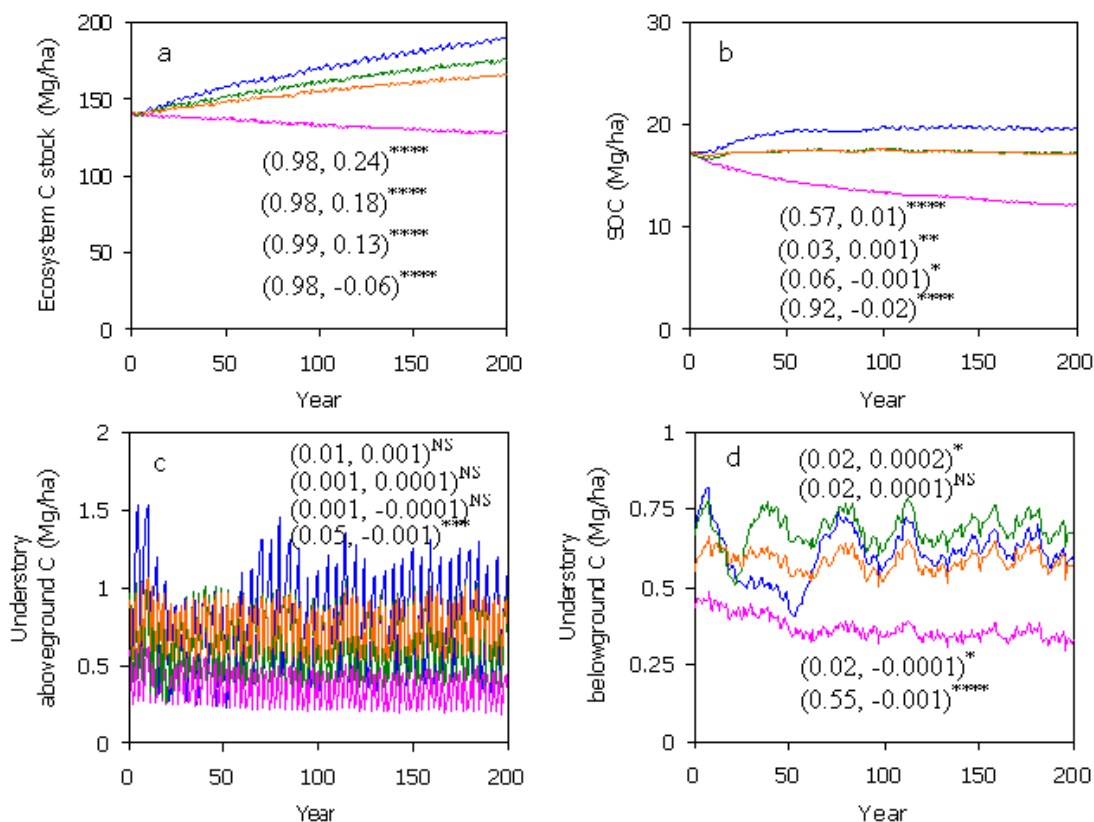 200
150
100
50
0
Ecosystem C stock (Mg/ha)
a
(0.98, 0.24)****
(0.98, 0.18)****
(0.99, 0.13)****
(0.98, -0.06)****
0 50 100 150 200
Year
30
20
10
0
SOC (Mg/ha)
b
(0.57, 0.01)****
(0.03, 0.001)**
(0.06, -0.001)*
(0.92, -0.02)****
0 50 100 150 200
Year
2
1.5
1
0.5
0
Understory
aboveground C (Mg/ha)
c
(0.01, 0.001)NS
(0.001, 0.0001)NS
(0.001, -0.0001)NS
(0.05, -0.001)***
0 50 100 150 200
Year
1
0.75
0.5
0.25
0
Understory
belowground C (Mg/ha)
d
(0.02, 0.0002)*
(0.02, 0.0001)NS
(0.02, -0.0001)*
(0.55, -0.001)****
0 50 100 150 200
Year